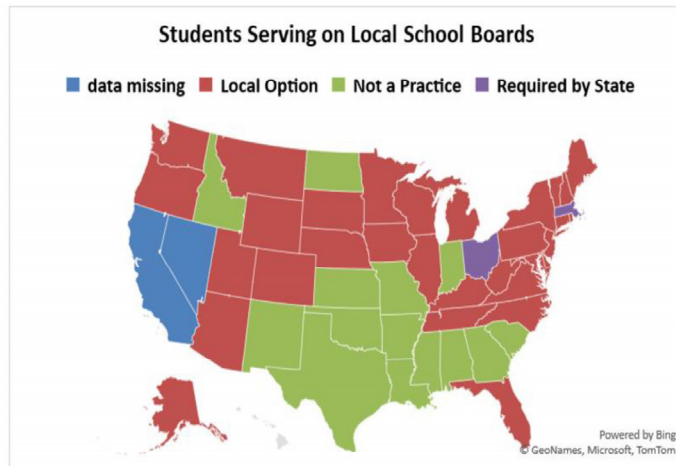 Students Serving on Local School Boards
data missing Local Option Not a Practice Required by State
Powered by Bing
© GeoNames, Microsoft, TomTom